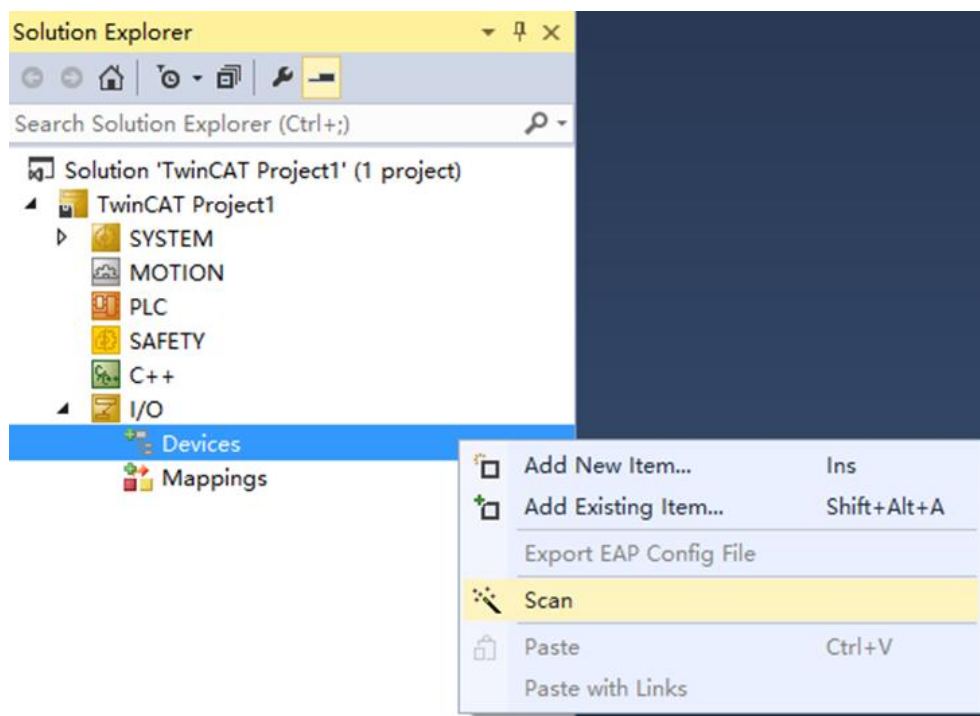 Solution Explorer
Search Solution Explorer (Ctrl+;)
Solution 'TwinCAT Project1' (1 project)
TwinCAT Project1
SYSTEM
MOTION
PLC
SAFETY
C++
I/O
Devices
Mappings
Add New Item... Ins
Add Existing Item... Shift+Alt+A
Export EAP Config File
Scan
Paste Ctrl+V
Paste with Links